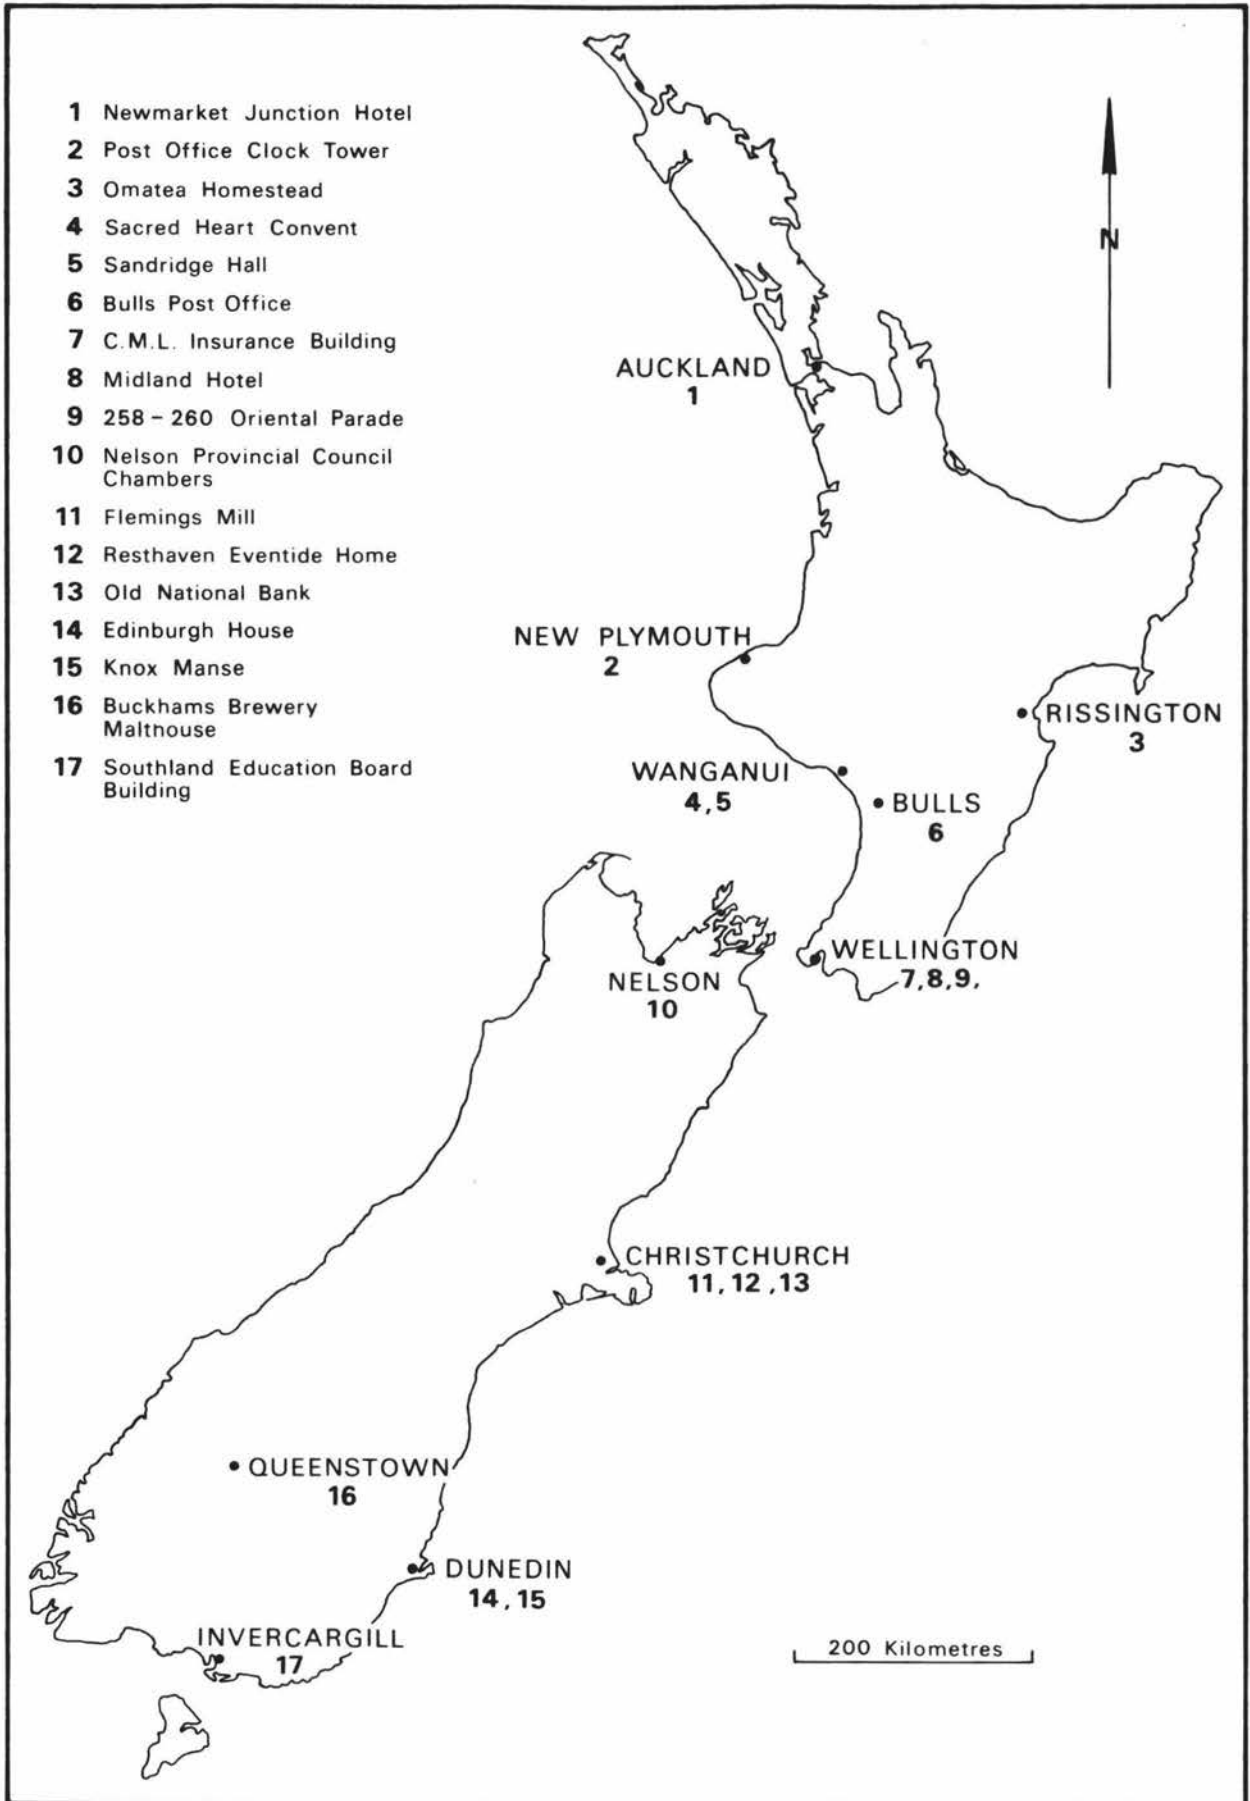 1 Newmarket Junction Hotel
2 Post Office Clock Tower
3 Omatea Homestead
4 Sacred Heart Convent
5 Sandridge Hall
6 Bulls Post Office
7 C.M.L. Insurance Building
8 Midland Hotel
9 258 – 260 Oriental Parade
10 Nelson Provincial Council
Chambers
11 Flemings Mill
12 Resthaven Eventide Home
13 Old National Bank
14 Edinburgh House
15 Knox Manse
16 Buckhams Brewery
Malthouse
17 Southland Education Board
Building
N
AUCKLAND
1
NEW PLYMOUTH
2
RISSINGTON
3
WANGANUI
4,5
BULLS
6
WELLINGTON
7,8,9,
NELSON
10
CHRISTCHURCH
11, 12, 13
QUEENSTOWN
16
DUNEDIN
14, 15
INVERCARGILL
17
200 Kilometres